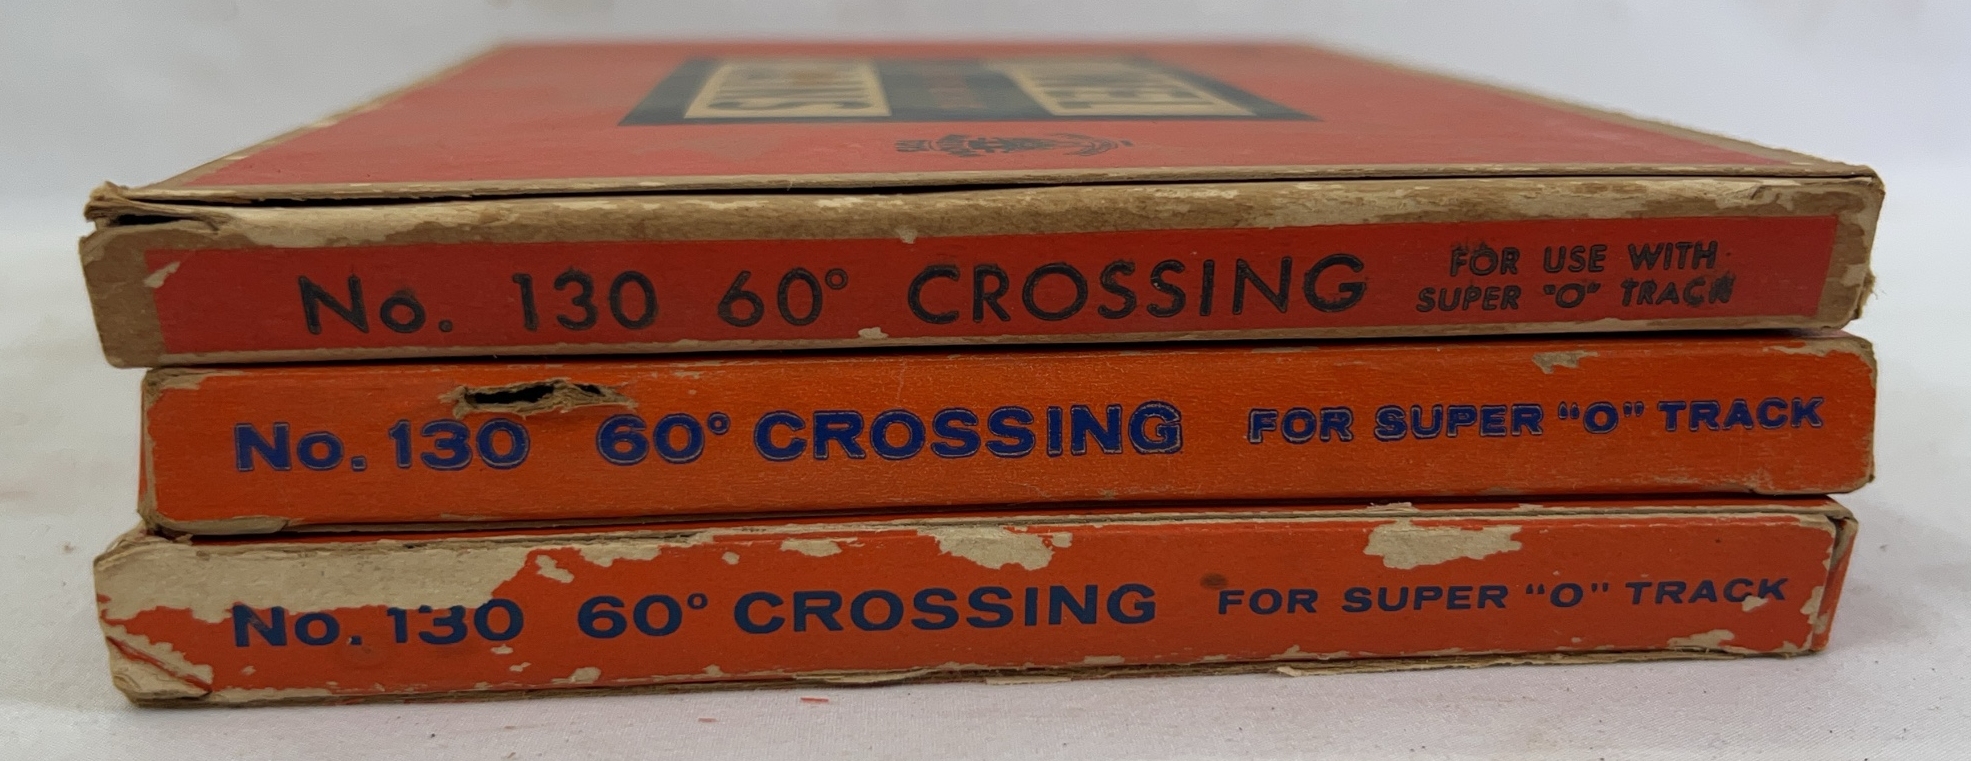 No. 130 60° CROSSING FOR USE WITH
SUPER "O" TRACK
No. 130 60° CROSSING FOR SUPER "O" TRACK
No. 130 60° CROSSING FOR SUPER "O" TRACK